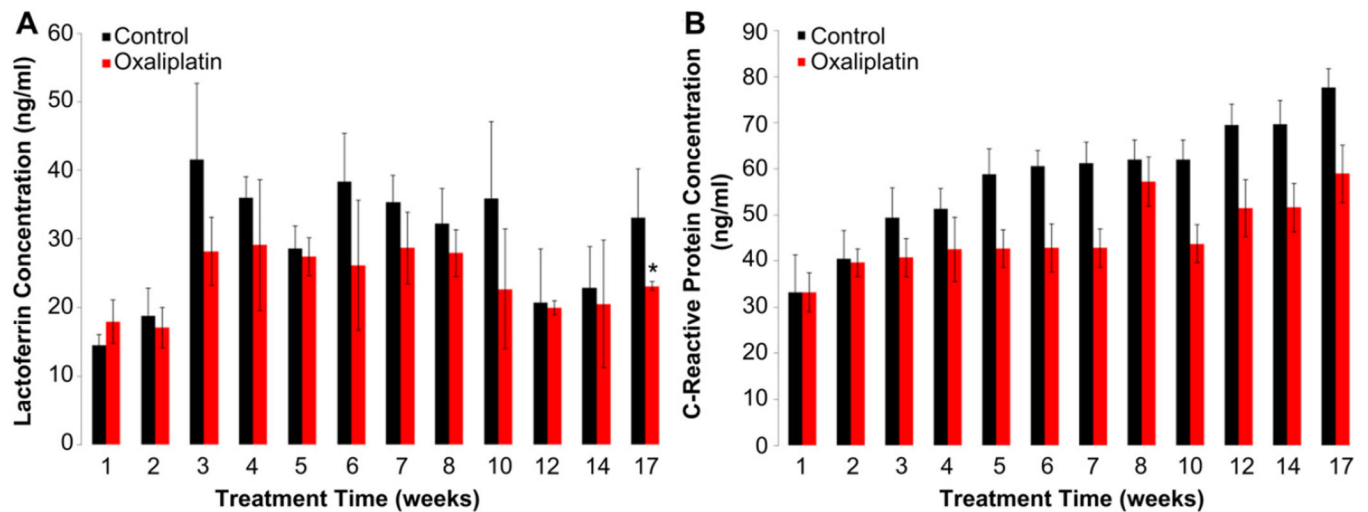 A
Lactoferrin Concentration (ng/ml)
60
50
40
30
20
10
0
Control
Oxaliplatin
*
1 2 3 4 5 6 7 8 10 12 14 17
Treatment Time (weeks)
B
C-Reactive Protein Concentration
(ng/ml)
90
80
70
60
50
40
30
20
10
0
Control
Oxaliplatin
1 2 3 4 5 6 7 8 10 12 14 17
Treatment Time (weeks)